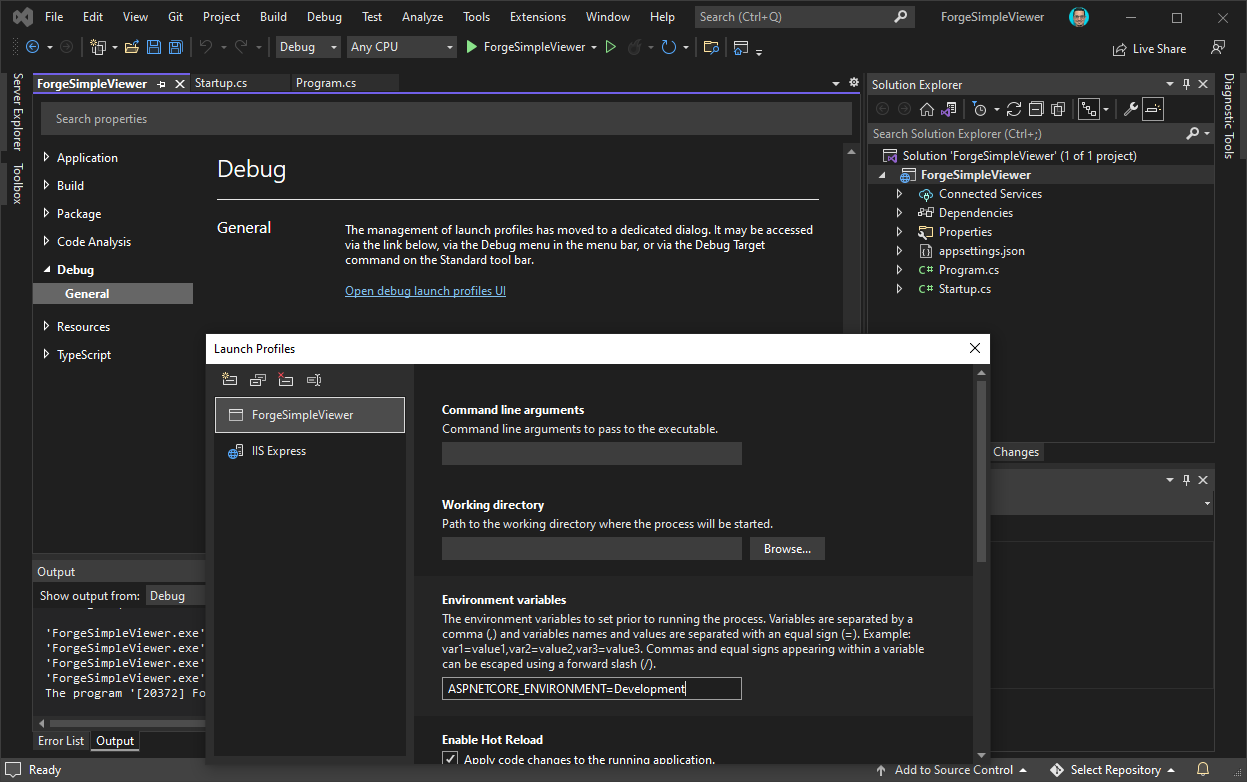 File Edit View Git Project Build Debug Test Analyze Tools Extensions Window Help Search (Ctrl+Q) ForgeSimpleViewer
Debug Any CPU ForgeSimpleViewer Live Share
Server Explorer
Toolbox
ForgeSimpleViewer Startup.cs Program.cs
Search properties
Application
Build
Package
Code Analysis
Debug
General
Resources
TypeScript
Debug
General
The management of launch profiles has moved to a dedicated dialog. It may be accessed
via the link below, via the Debug menu in the menu bar, or via the Debug Target
command on the Standard tool bar.
Open debug launch profiles UI
Solution Explorer
Search Solution Explorer (Ctrl+;)
Solution 'ForgeSimpleViewer' (1 of 1 project)
ForgeSimpleViewer
Connected Services
Dependencies
Properties
appsettings.json
C# Program.cs
C# Startup.cs
Diagnostic Tools
Changes
Launch Profiles
ForgeSimpleViewer
IIS Express
Command line arguments
Command line arguments to pass to the executable.
Working directory
Path to the working directory where the process will be started.
Browse...
Environment variables
The environment variables to set prior to running the process. Variables are separated by a
comma (,) and variables names and values are separated with an equal sign (=). Example:
var1=value1,var2=value2,var3=value3. Commas and equal signs appearing within a variable
can be escaped using a forward slash (/).
ASPNETCORE_ENVIRONMENT=Development
Enable Hot Reload
Apply code changes to the running application.
Output
Show output from: Debug
'ForgeSimpleViewer.exe'
'ForgeSimpleViewer.exe'
'ForgeSimpleViewer.exe'
'ForgeSimpleViewer.exe'
The program '[20372] Fo
Error List Output
Ready Add to Source Control Select Repository